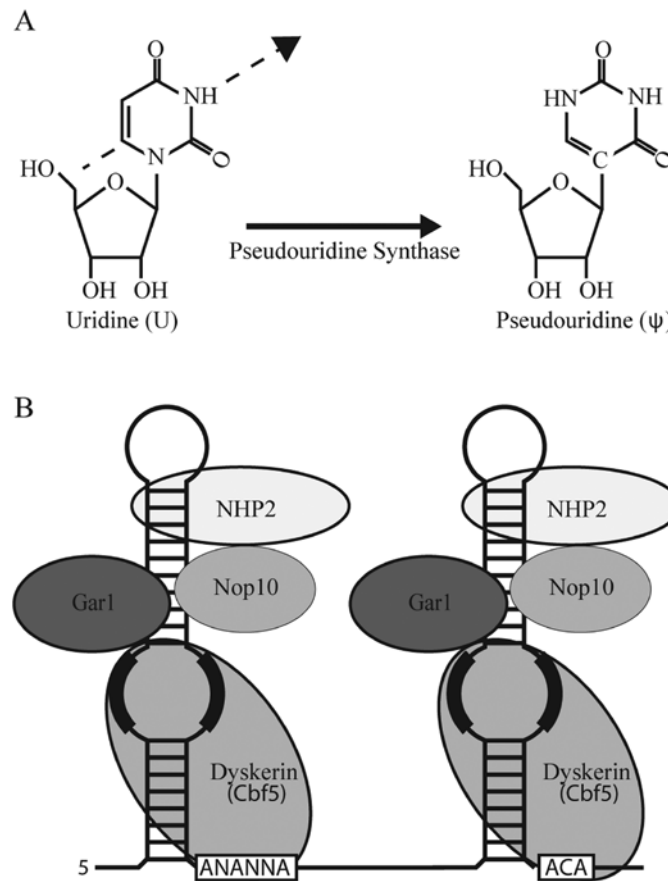 A
O
O
NH
HN
NH
HO
O
N
O
HO
O
C
O
OH OH
Pseudouridine Synthase
OH OH
Uridine (U)
Pseudouridine (ψ)
B
NHP2
NHP2
Gar1
Nop10
Gar1
Nop10
Dyskerin
(Cbf5)
Dyskerin
(Cbf5)
5
ANANNA
ACA